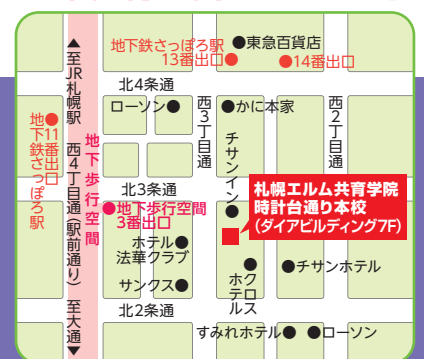 地下鉄さっぽろ駅
13番出口●
●東急百貨店
●14番出口
▲至JR札幌駅
西4丁目通(駅前通り)
至大通▼
北4条通
ローソン●
西3丁目通
●かに本家
西2丁目通
●11番出口
地下鉄さっぽろ駅
地下歩行空間
チサンイン●
北3条通
●地下歩行空間
3番出口
札幌エルム共育学院
時計台通り本校
(ダイアビルディング7F)
ホテル●
法華クラブ
●ホテル
クロス
●チサンホテル
サンクス●
北2条通
すみれホテル●
●ローソン